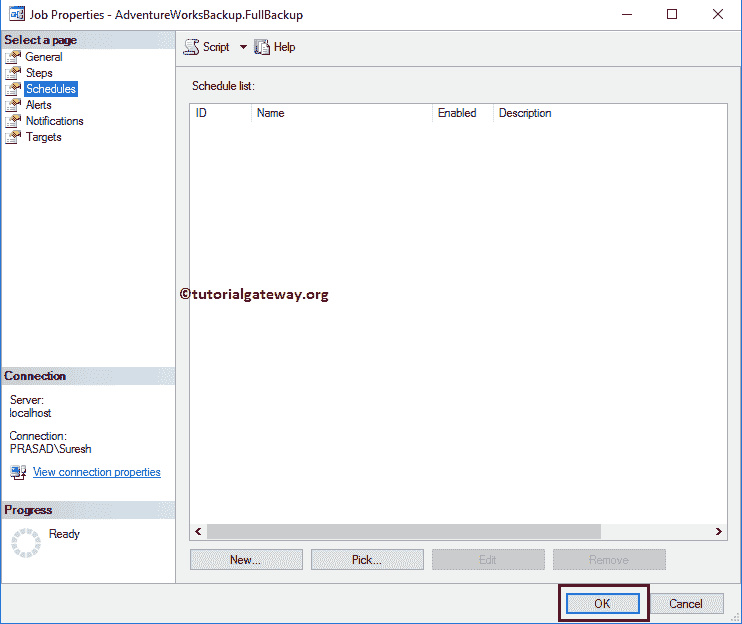 Job Properties - AdventureWorksBackup.FullBackup
Select a page
General
Steps
Schedules
Alerts
Notifications
Targets
Script
Help
Schedule list:
ID Name Enabled Description
©tutorialgateway.org
Connection
Server:
localhost
Connection:
PRASAD\Suresh
View connection properties
Progress
Ready
New... Pick... Edit Remove
OK Cancel